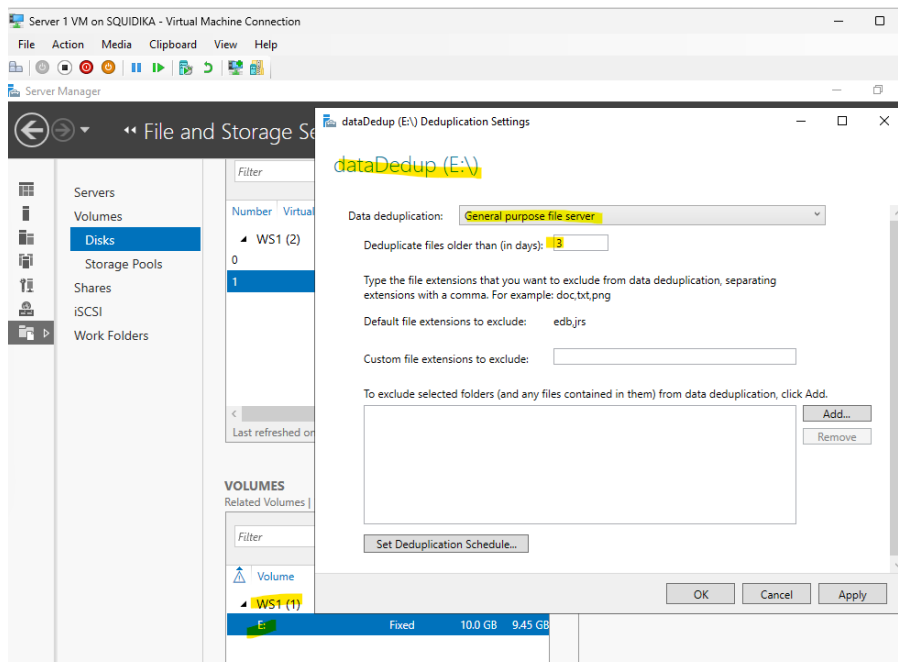 Server 1 VM on SQUIDIKA - Virtual Machine Connection
File Action Media Clipboard View Help
Server Manager
File and Storage Se
Servers
Volumes
Disks
Storage Pools
Shares
iSCSI
Work Folders
Filter
Number Virtual
WS1 (2)
0
1
Last refreshed on
VOLUMES
Related Volumes |
Filter
Volume
WS1 (1)
E: Fixed 10.0 GB 9.45 GB
dataDedup (E:\) Deduplication Settings
dataDedup (E:\)
Data deduplication: General purpose file server
Deduplicate files older than (in days): 3
Type the file extensions that you want to exclude from data deduplication, separating
extensions with a comma. For example: doc,txt,png
Default file extensions to exclude: edb,jrs
Custom file extensions to exclude:
To exclude selected folders (and any files contained in them) from data deduplication, click Add.
Add...
Remove
Set Deduplication Schedule...
OK Cancel Apply